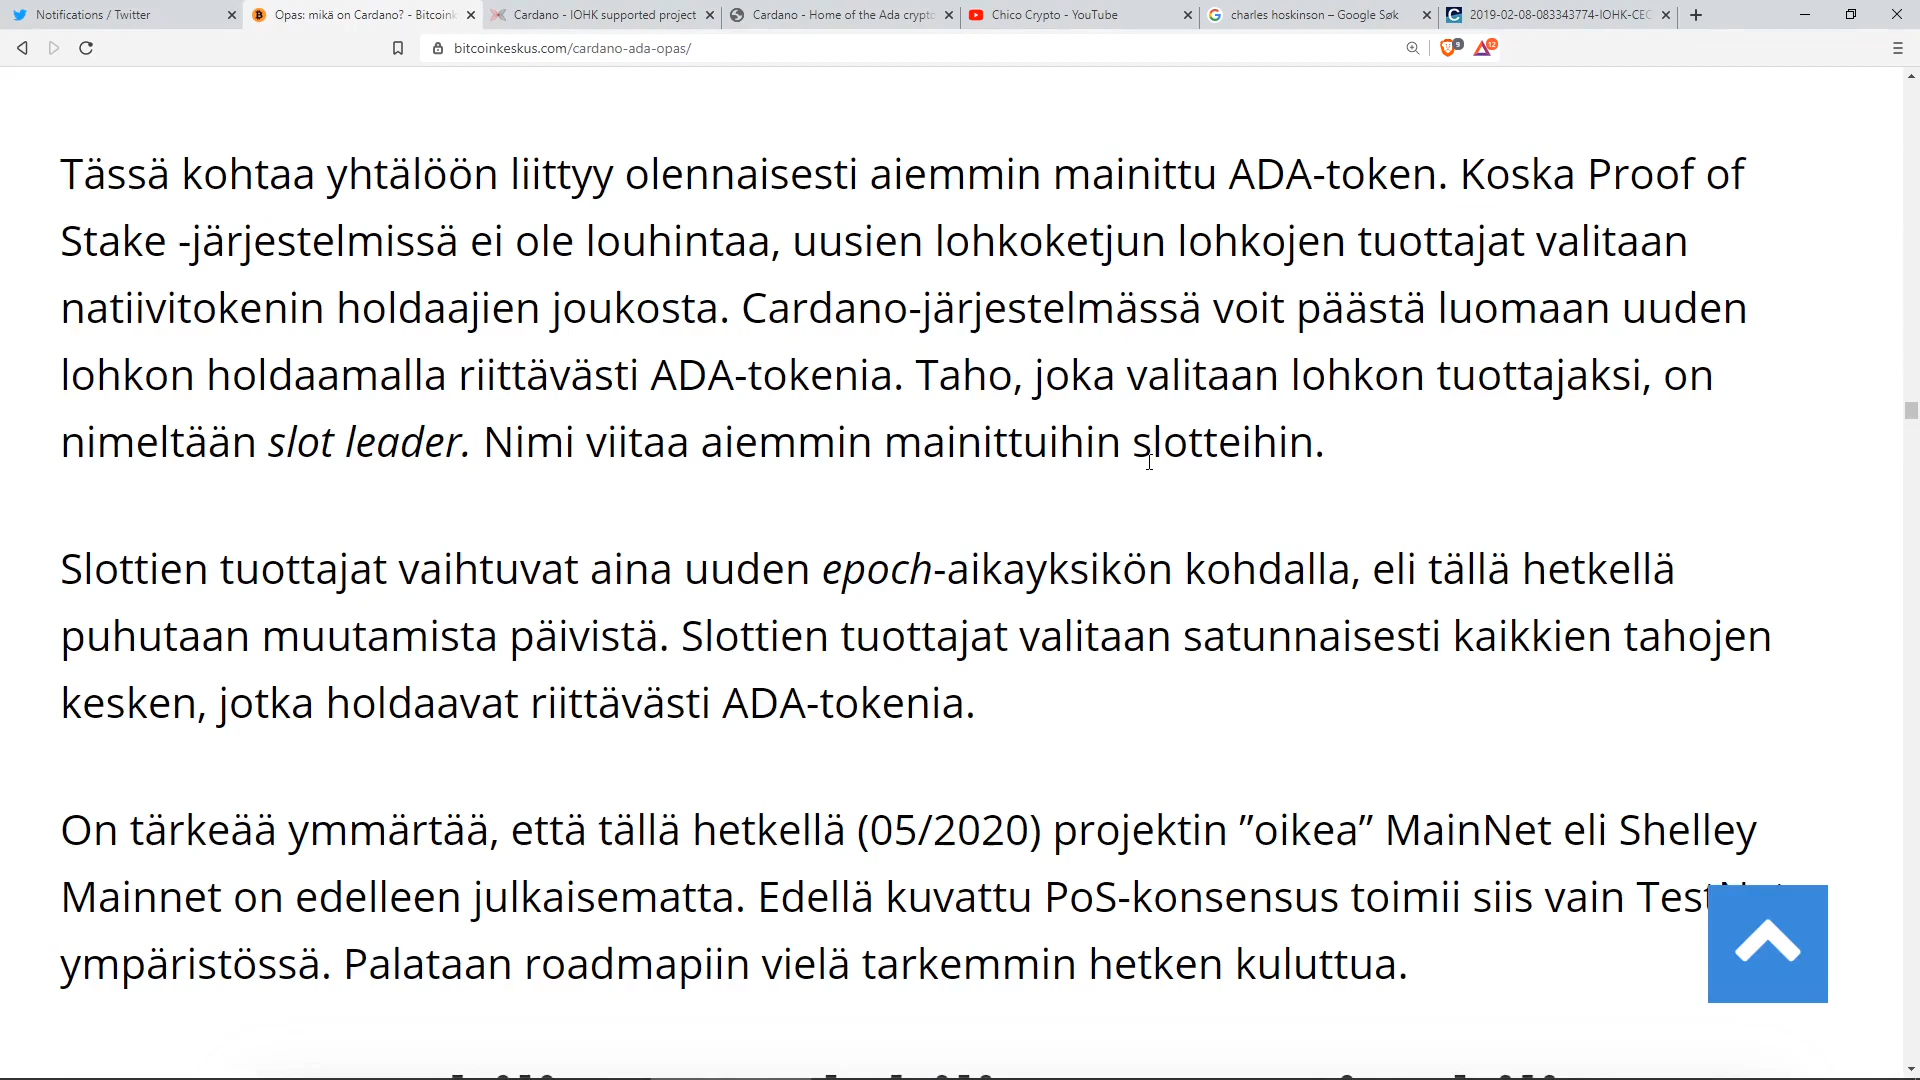 Notifications / Twitter
Opas: mikä on Cardano? - Bitcoink
Cardano - IOHK supported project
Cardano - Home of the Ada crypto
Chico Crypto - YouTube
charles hoskinson – Google Søk
2019-02-08-083343774-IOHK-CEC
bitcoinkeskus.com/cardano-ada-opas/
9
12
Tässä kohtaa yhtälöön liittyy olennaisesti aiemmin mainittu ADA-token. Koska Proof of
Stake -järjestelmissä ei ole louhintaa, uusien lohkoketjun lohkojen tuottajat valitaan
natiivitokenin holdaajien joukosta. Cardano-järjestelmässä voit päästä luomaan uuden
lohkon holdaamalla riittävästi ADA-tokenia. Taho, joka valitaan lohkon tuottajaksi, on
nimeltään slot leader. Nimi viitaa aiemmin mainittuihin slotteihin.
Slottien tuottajat vaihtuvat aina uuden epoch-aikayksikön kohdalla, eli tällä hetkellä
puhutaan muutamista päivistä. Slottien tuottajat valitaan satunnaisesti kaikkien tahojen
kesken, jotka holdaavat riittävästi ADA-tokenia.
On tärkeää ymmärtää, että tällä hetkellä (05/2020) projektin ”oikea” MainNet eli Shelley
Mainnet on edelleen julkaisematta. Edellä kuvattu PoS-konsensus toimii siis vain
ympäristössä. Palataan roadmapiin vielä tarkemmin hetken kuluttua.